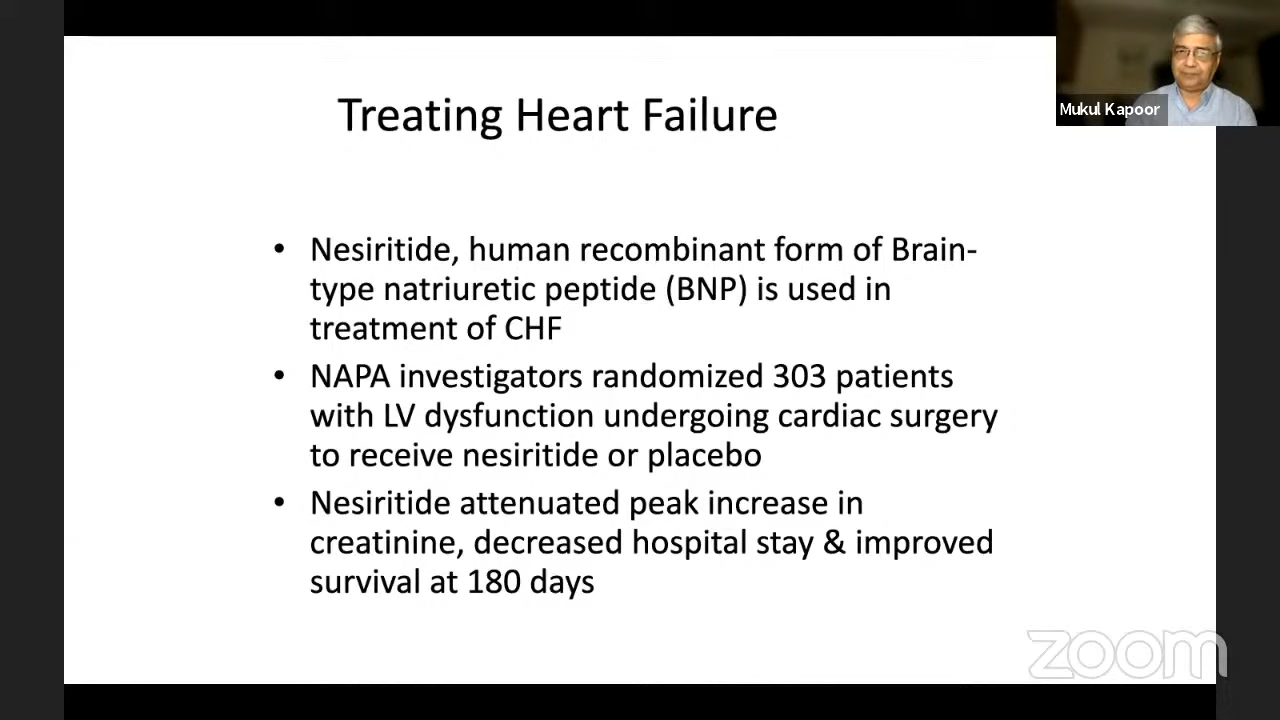 Treating Heart Failure
Mukul Kapoor
• Nesiritide, human recombinant form of Brain-
type natriuretic peptide (BNP) is used in
treatment of CHF
• NAPA investigators randomized 303 patients
with LV dysfunction undergoing cardiac surgery
to receive nesiritide or placebo
• Nesiritide attenuated peak increase in
creatinine, decreased hospital stay & improved
survival at 180 days
zoom